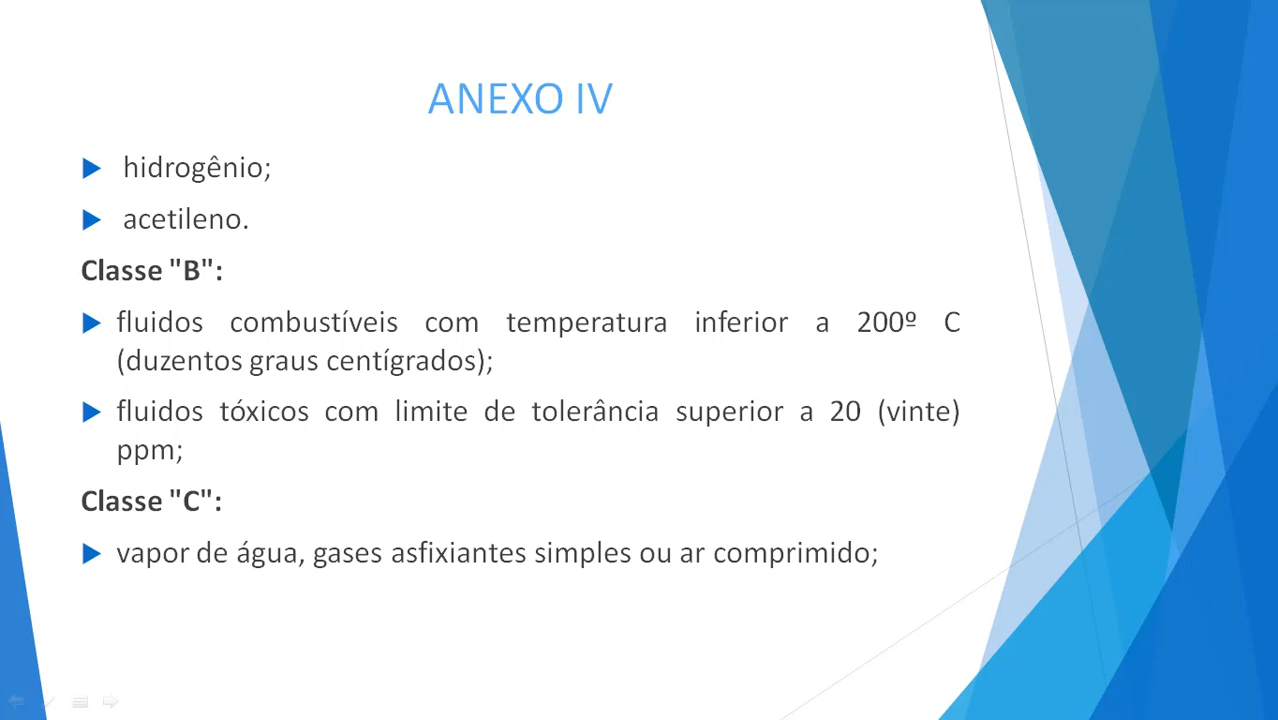 ANEXO IV
hidrogênio;
acetileno.
Classe "B":
fluidos combustíveis com temperatura inferior a 200º C
(duzentos graus centígrados);
fluidos tóxicos com limite de tolerância superior a 20 (vinte)
ppm;
Classe "C":
vapor de água, gases asfixiantes simples ou ar comprimido;